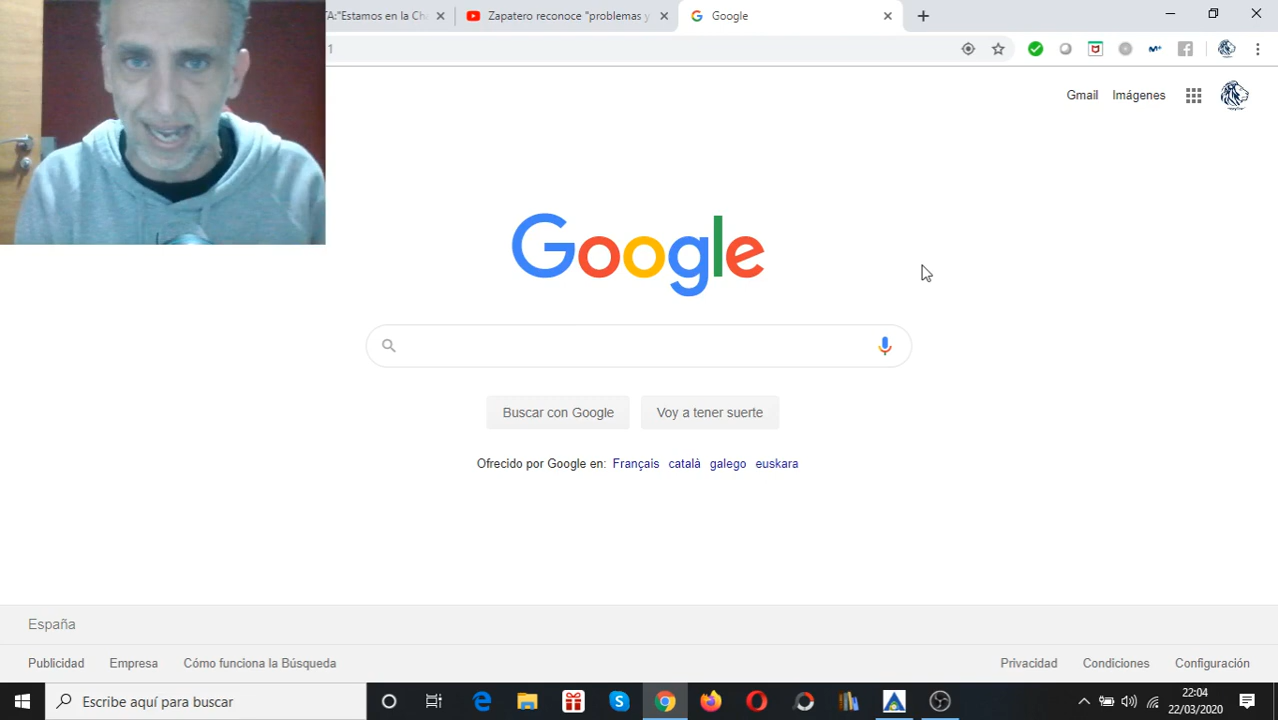 TA:"Estamos en la Ch
Zapatero reconoce "problemas y
Google
1
Gmail
Imágenes
Google
Buscar con Google
Voy a tener suerte
Ofrecido por Google en: Français català galego euskara
España
Publicidad
Empresa
Cómo funciona la Búsqueda
Privacidad
Condiciones
Configuración
Escribe aquí para buscar
22:04
22/03/2020